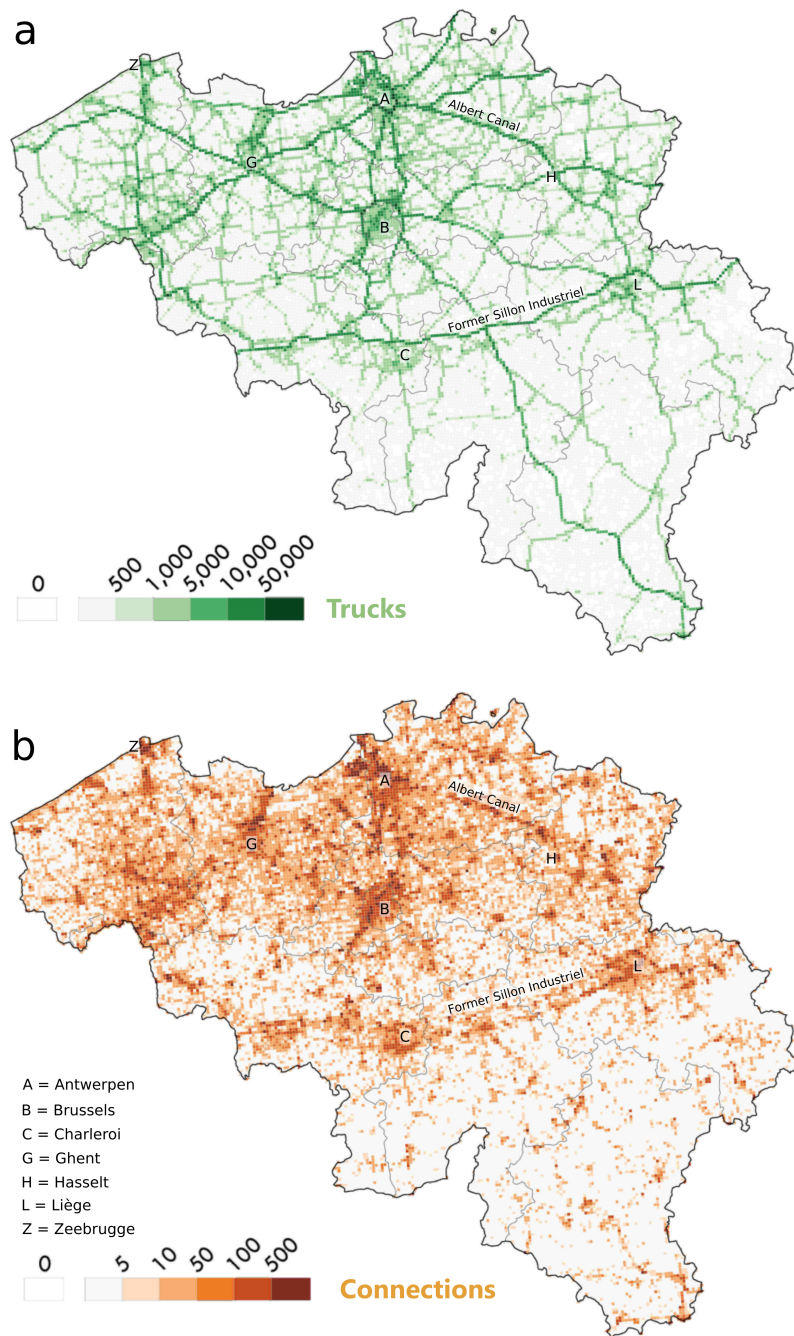 a
Z
A
Albert Canal
G
H
B
L
Former Sillon Industriel
C
0
500
1,000
5,000
10,000
50,000
Trucks
b
Z
A
Albert Canal
G
H
B
L
Former Sillon Industriel
C
A = Antwerpen
B = Brussels
C = Charleroi
G = Ghent
H = Hasselt
L = Liège
Z = Zeebrugge
0
5
10
50
100
500
Connections